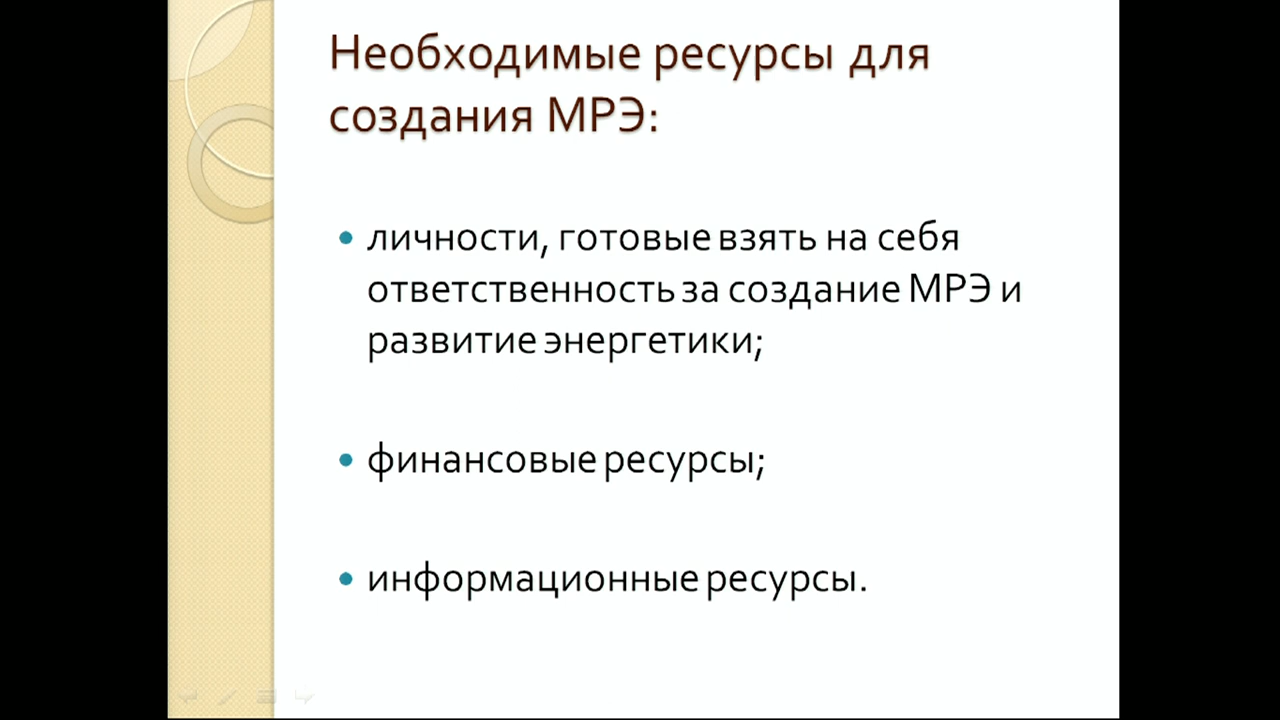 Необходимые ресурсы для
создания МРЭ:
• личности, готовые взять на себя
ответственность за создание МРЭ и
развитие энергетики;
• финансовые ресурсы;
• информационные ресурсы.